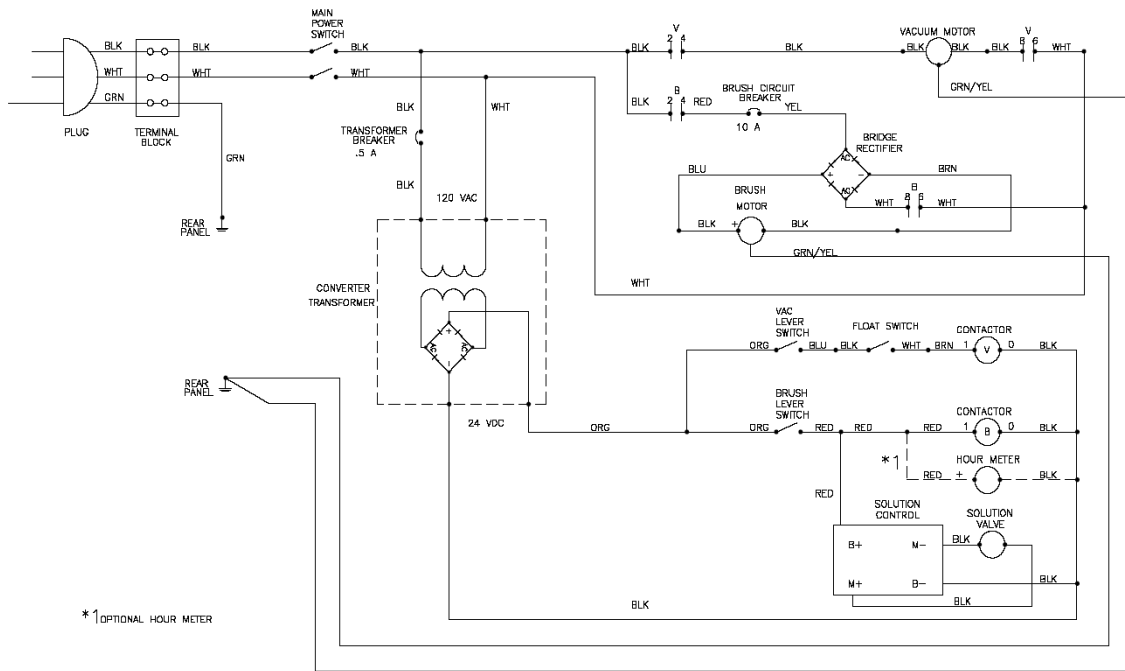 MAIN
POWER
SWITCH
V
2 4
VACUUM MOTOR
V
8 6
BLK
BLK
BLK
BLK
BLK
BLK
BLK
BLK
WHT
WHT
WHT
WHT
GRN
GRN/YEL
PLUG
TERMINAL
BLOCK
BLK
WHT
BLK
B
2 4
RED
BRUSH CIRCUIT
BREAKER
YEL
10 A
TRANSFORMER
BREAKER
.5 A
GRN
BRIDGE
RECTIFIER
AC
+
-
AC
BLU
BRN
BLK
120 VAC
BRUSH
MOTOR
WHT
B
8 6
WHT
REAR
PANEL
BLK
+
BLK
GRN/YEL
CONVERTER
TRANSFORMER
WHT
+
AC
AC
-
VAC
LEVER
SWITCH
FLOAT SWITCH
CONTACTOR
ORG
BLU
BLK
WHT
BRN
1
V
0
BLK
REAR
PANEL
24 VDC
BRUSH
LEVER
SWITCH
CONTACTOR
ORG
ORG
RED
RED
RED
1
B
0
BLK
*1
HOUR METER
RED
+
BLK
RED
SOLUTION
CONTROL
SOLUTION
VALVE
B+
M-
BLK
M+
B-
BLK
BLK
BLK
*1 OPTIONAL HOUR METER